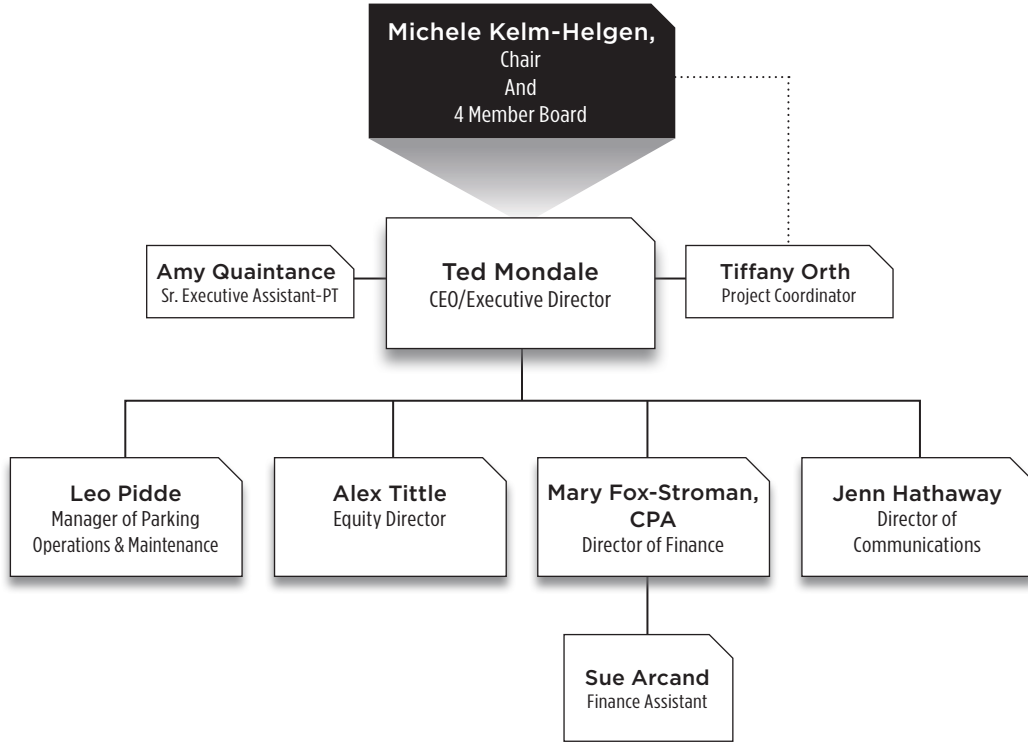 Michele Kelm-Helgen,
Chair
And
4 Member Board
Amy Quaintance
Sr. Executive Assistant-PT
Ted Mondale
CEO/Executive Director
Tiffany Orth
Project Coordinator
Leo Pidde
Manager of Parking
Operations & Maintenance
Alex Tittle
Equity Director
Mary Fox-Stroman,
CPA
Director of Finance
Jenn Hathaway
Director of
Communications
Sue Arcand
Finance Assistant